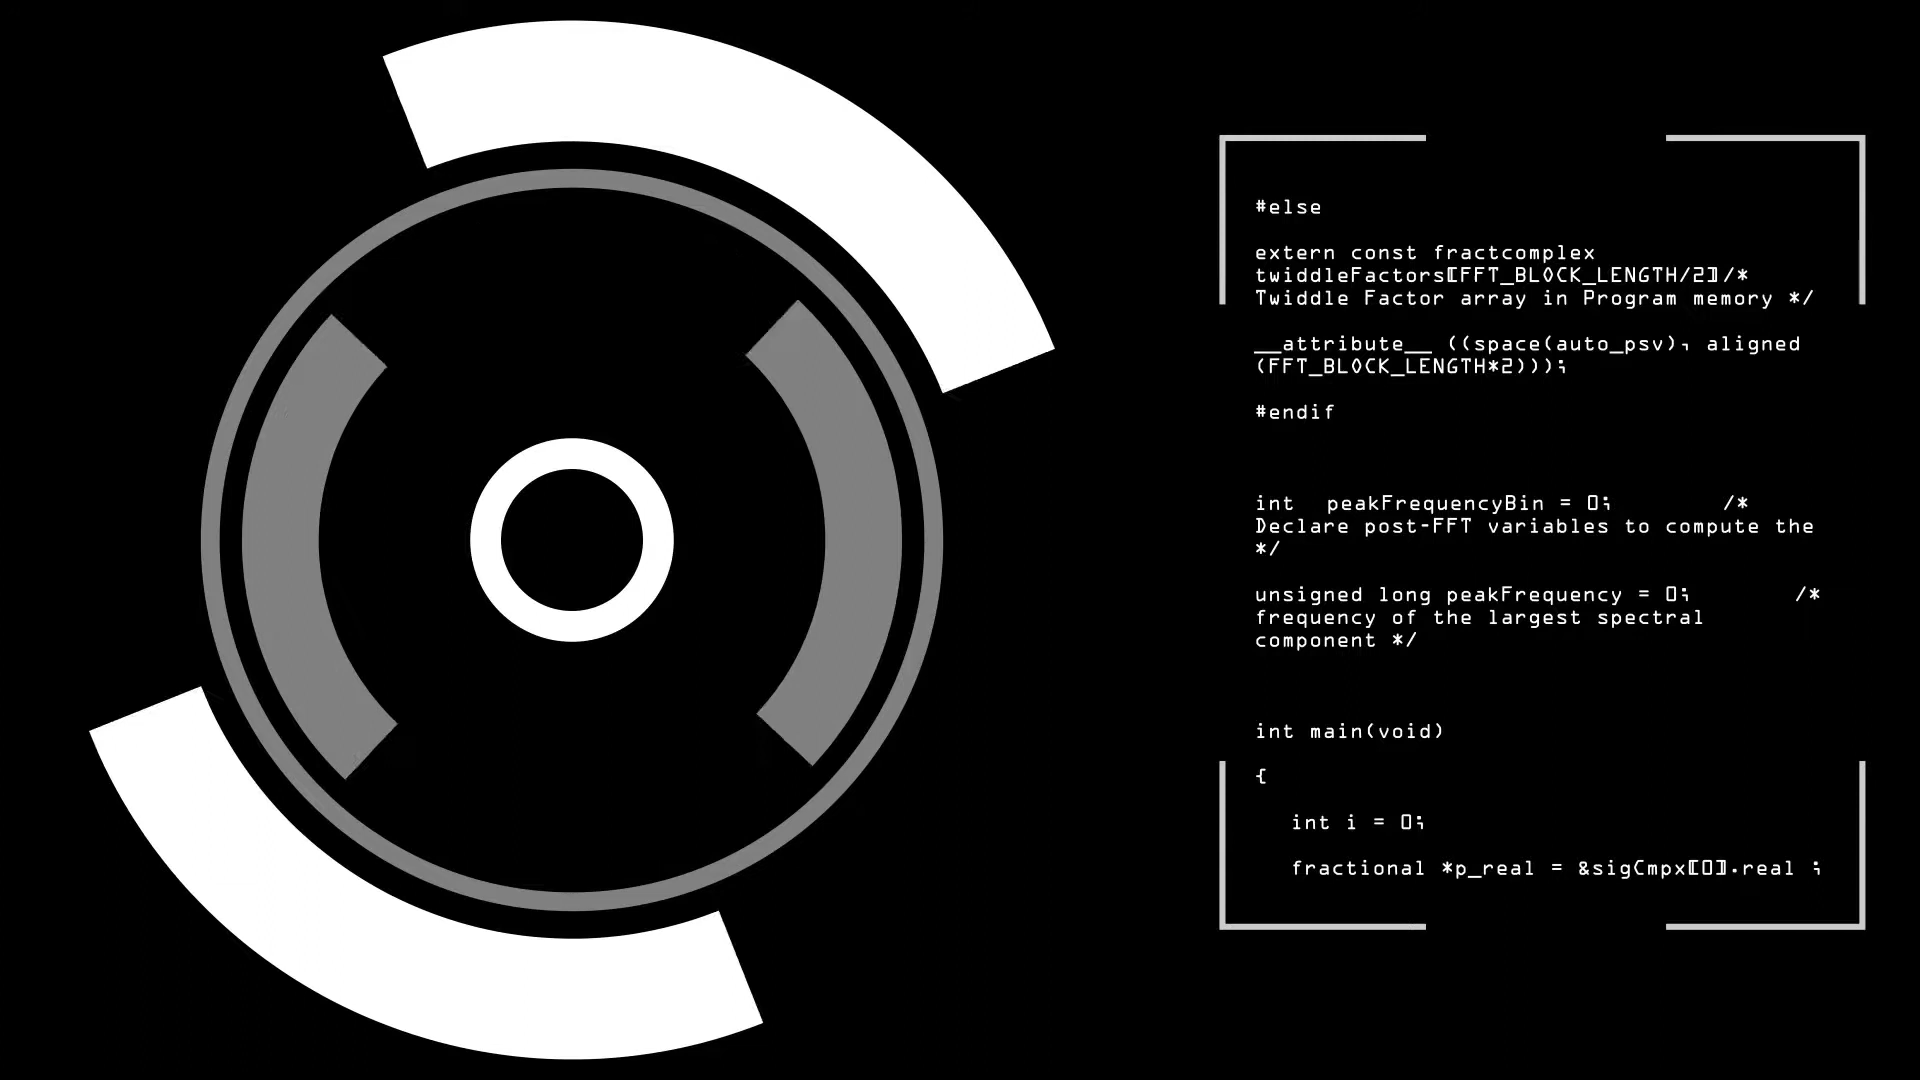 #else
extern const fractcomplex
twiddleFactors[FFT_BLOCK_LENGTH/2]/*
Twiddle Factor array in Program memory */
__attribute__ ((space(auto_psv), aligned
(FFT_BLOCK_LENGTH*2)));
#endif
int  peakFrequencyBin = 0;        /*
Declare post-FFT variables to compute the
*/
unsigned long peakFrequency = 0;        /*
frequency of the largest spectral
component */
int main(void)
{
int i = 0;
fractional *p_real = &sigCmpx[0].real ;